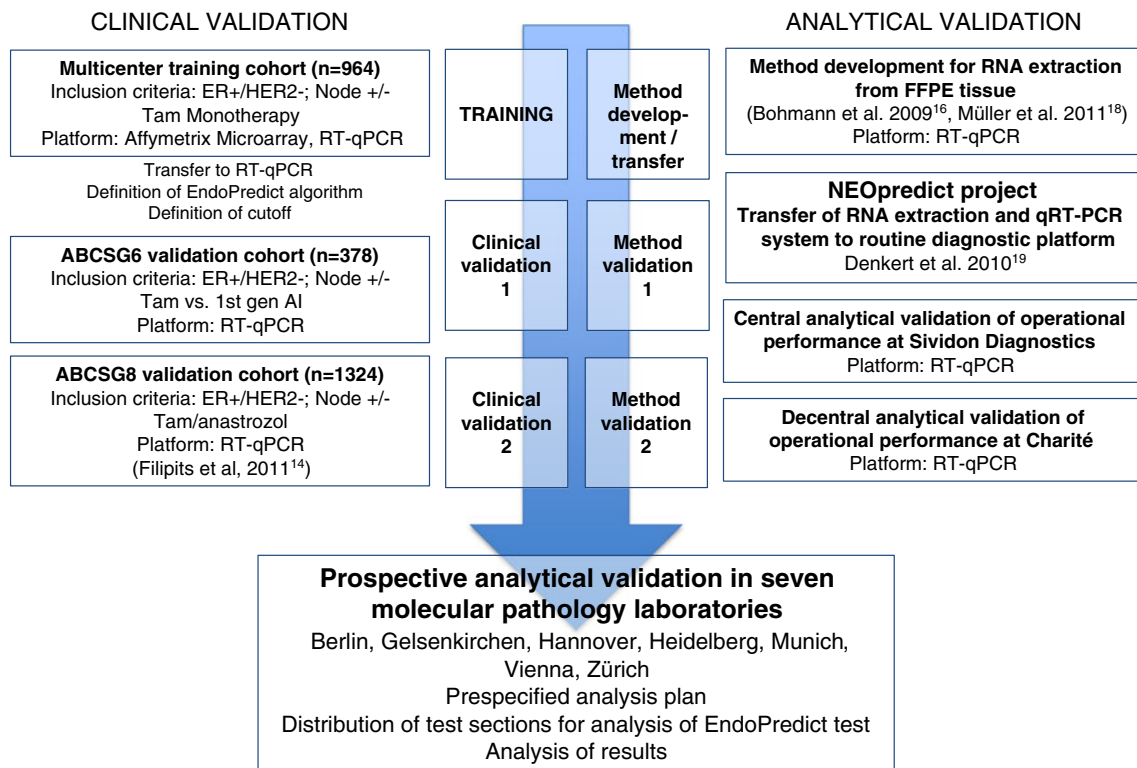 CLINICAL VALIDATION
Multicenter training cohort (n=964)
Inclusion criteria: ER+/HER2-; Node +/-
Tam Monotherapy
Platform: Affymetrix Microarray, RT-qPCR
Transfer to RT-qPCR
Definition of EndoPredict algorithm
Definition of cutoff
ABCSG6 validation cohort (n=378)
Inclusion criteria: ER+/HER2-; Node +/-
Tam vs. 1st gen AI
Platform: RT-qPCR
ABCSG8 validation cohort (n=1324)
Inclusion criteria: ER+/HER2-; Node +/-
Tam/anastrozol
Platform: RT-qPCR
(Filipits et al, 2011¹⁴)
TRAINING
Clinical
validation
1
Clinical
validation
2
Method
develop-
ment /
transfer
Method
validation
1
Method
validation
2
ANALYTICAL VALIDATION
Method development for RNA extraction
from FFPE tissue
(Bohmann et al. 2009¹⁶, Müller et al. 2011¹⁸)
Platform: RT-qPCR
NEOpredict project
Transfer of RNA extraction and qRT-PCR
system to routine diagnostic platform
Denkert et al. 2010¹⁹
Central analytical validation of operational
performance at Sividon Diagnostics
Platform: RT-qPCR
Decentral analytical validation of
operational performance at Charité
Platform: RT-qPCR
Prospective analytical validation in seven
molecular pathology laboratories
Berlin, Gelsenkirchen, Hannover, Heidelberg, Munich,
Vienna, Zürich
Prespecified analysis plan
Distribution of test sections for analysis of EndoPredict test
Analysis of results